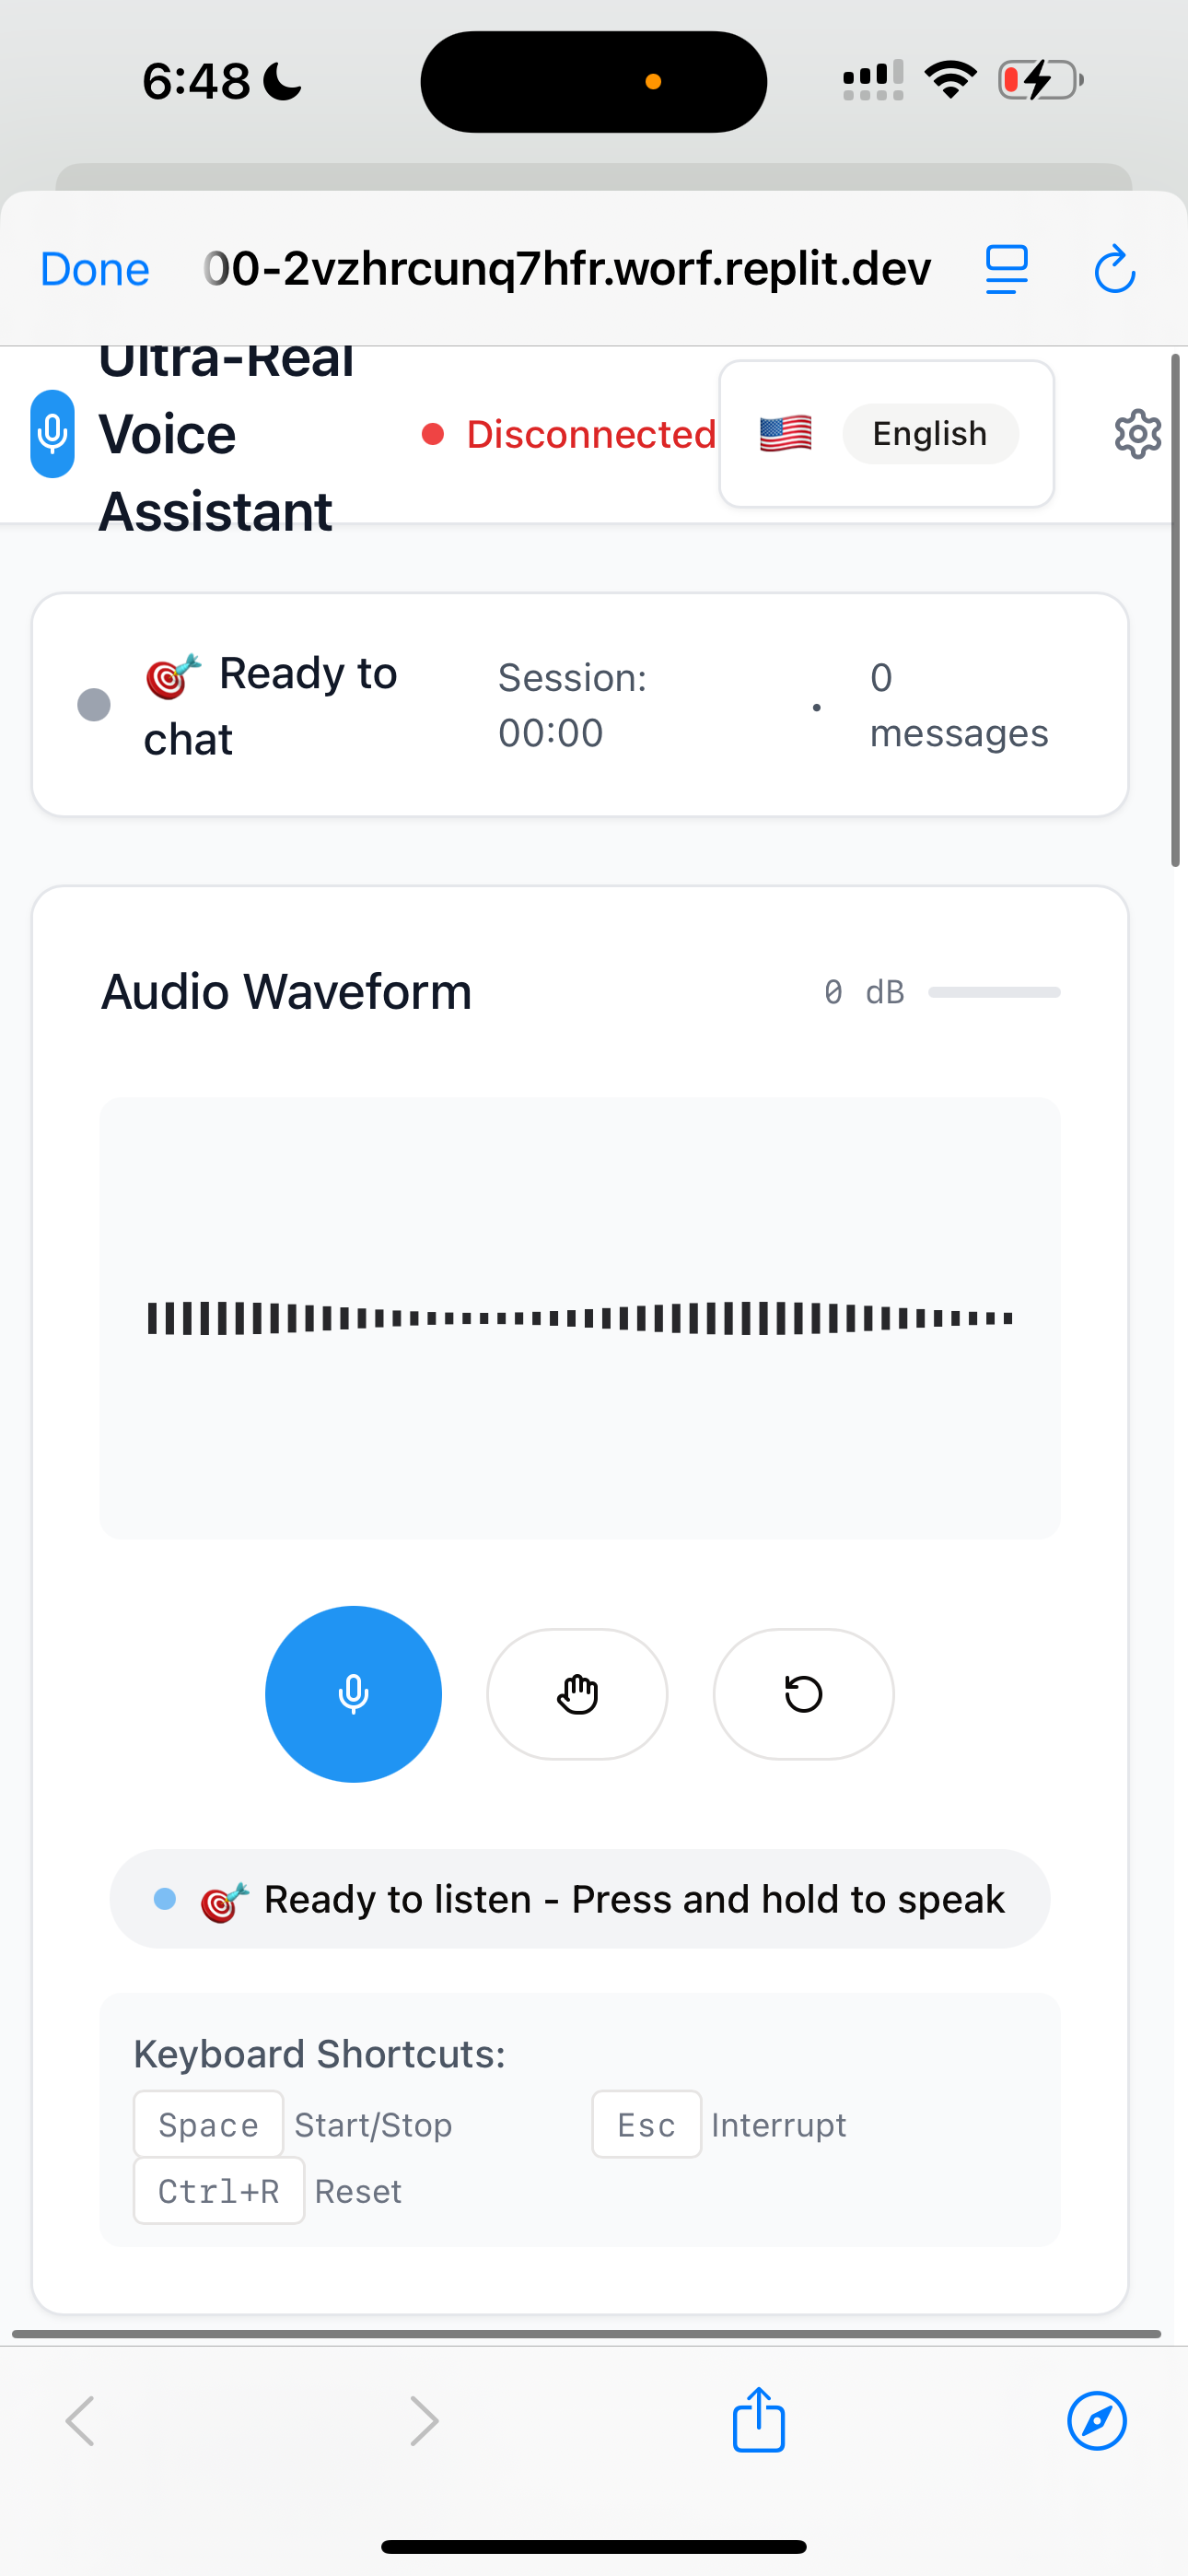 6:48
Done
00-2vzhrcunq7hfr.worf.replit.dev
Ultra-Real
Voice
Assistant
Disconnected
English
🎯 Ready to
chat
Session:
00:00
·
0
messages
Audio Waveform
0 dB
🎯 Ready to listen - Press and hold to speak
Keyboard Shortcuts:
Space Start/Stop
Esc Interrupt
Ctrl+R Reset